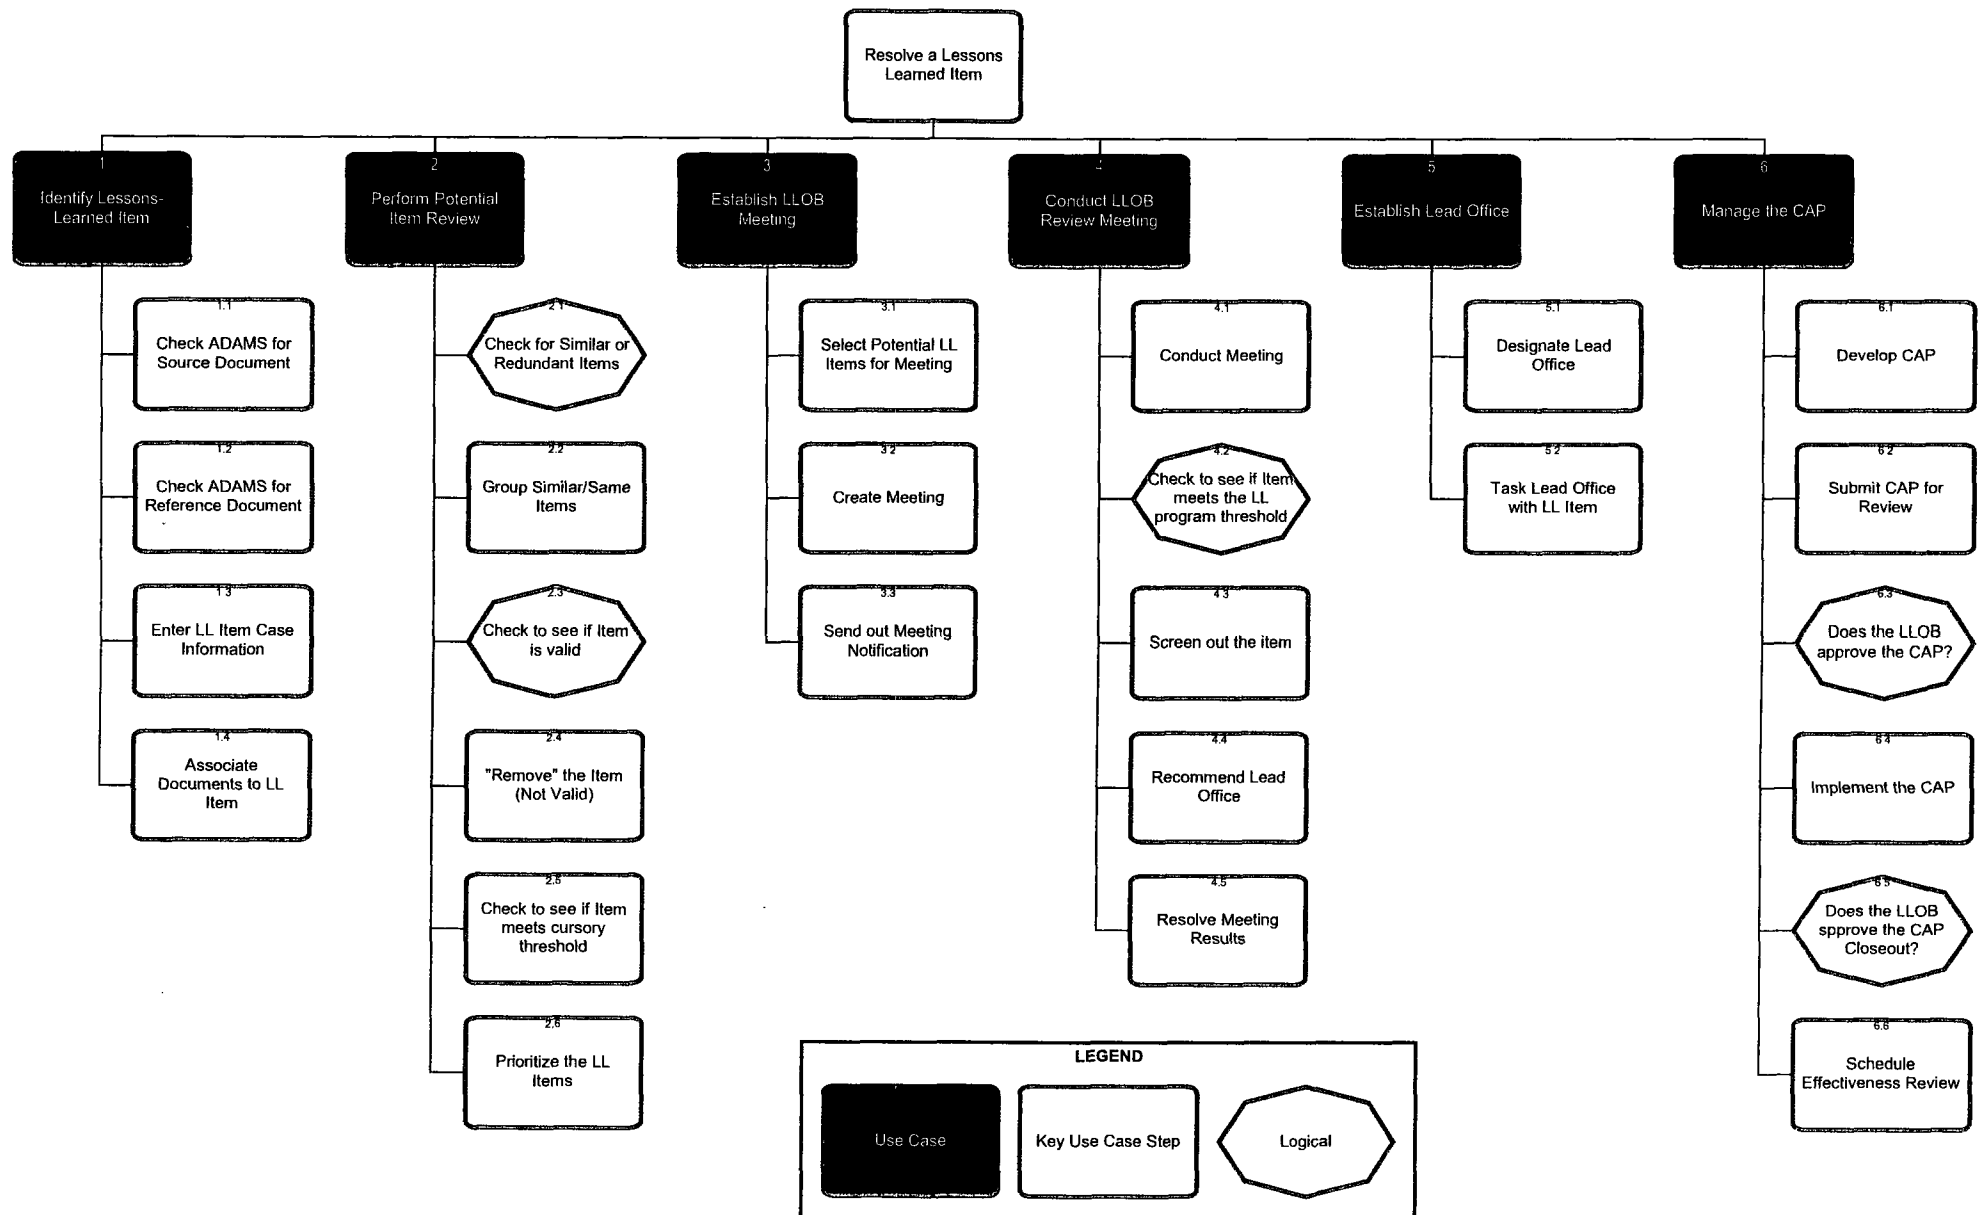 Resolve a Lessons
Learned Item
1
Identify Lessons-
Learned Item
1.1
Check ADAMS for
Source Document
1.2
Check ADAMS for
Reference Document
1.3
Enter LL Item Case
Information
1.4
Associate
Documents to LL
Item
2
Perform Potential
Item Review
2.1
Check for Similar or
Redundant Items
2.2
Group Similar/Same
Items
2.3
Check to see if Item
is valid
2.4
"Remove" the Item
(Not Valid)
2.5
Check to see if Item
meets cursory
threshold
2.6
Prioritize the LL
Items
3
Establish LLOB
Meeting
3.1
Select Potential LL
Items for Meeting
3.2
Create Meeting
3.3
Send out Meeting
Notification
4
Conduct LLOB
Review Meeting
4.1
Conduct Meeting
4.2
Check to see if Item
meets the LL
program threshold
4.3
Screen out the item
4.4
Recommend Lead
Office
4.5
Resolve Meeting
Results
5
Establish Lead Office
5.1
Designate Lead
Office
5.2
Task Lead Office
with LL Item
6
Manage the CAP
6.1
Develop CAP
6.2
Submit CAP for
Review
6.3
Does the LLOB
approve the CAP?
6.4
Implement the CAP
6.5
Does the LLOB
spprove the CAP
Closeout?
6.6
Schedule
Effectiveness Review
LEGEND
Use Case
Key Use Case Step
Logical